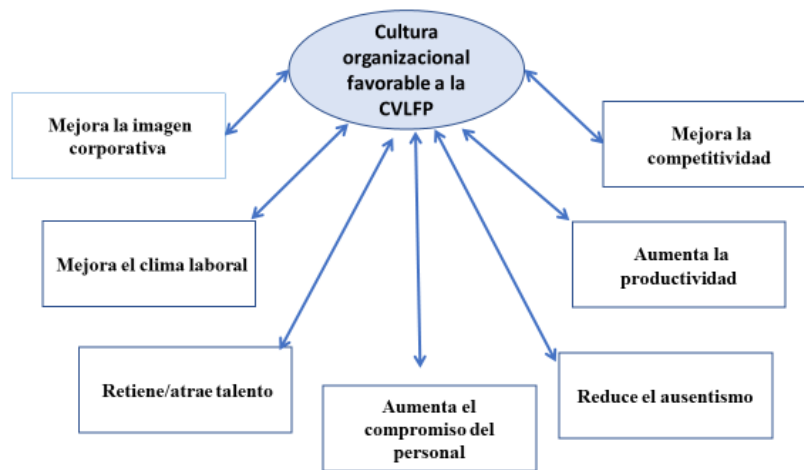 Cultura
organizacional
favorable a la
CVLFP
Mejora la imagen
corporativa
Mejora la
competitividad
Mejora el clima laboral
Aumenta la
productividad
Retiene/atrae talento
Aumenta el
compromiso del
personal
Reduce el ausentismo